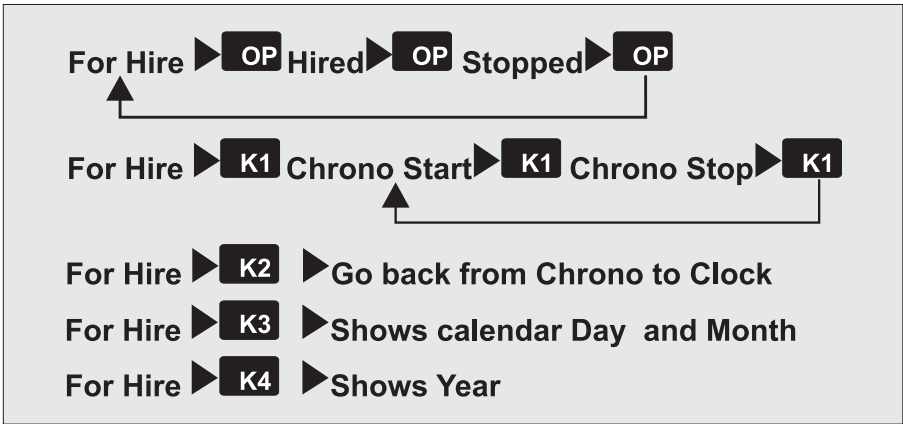 For Hire OP Hired OP Stopped OP
For Hire K1 Chrono Start K1 Chrono Stop K1
For Hire K2 Go back from Chrono to Clock
For Hire K3 Shows calendar Day and Month
For Hire K4 Shows Year